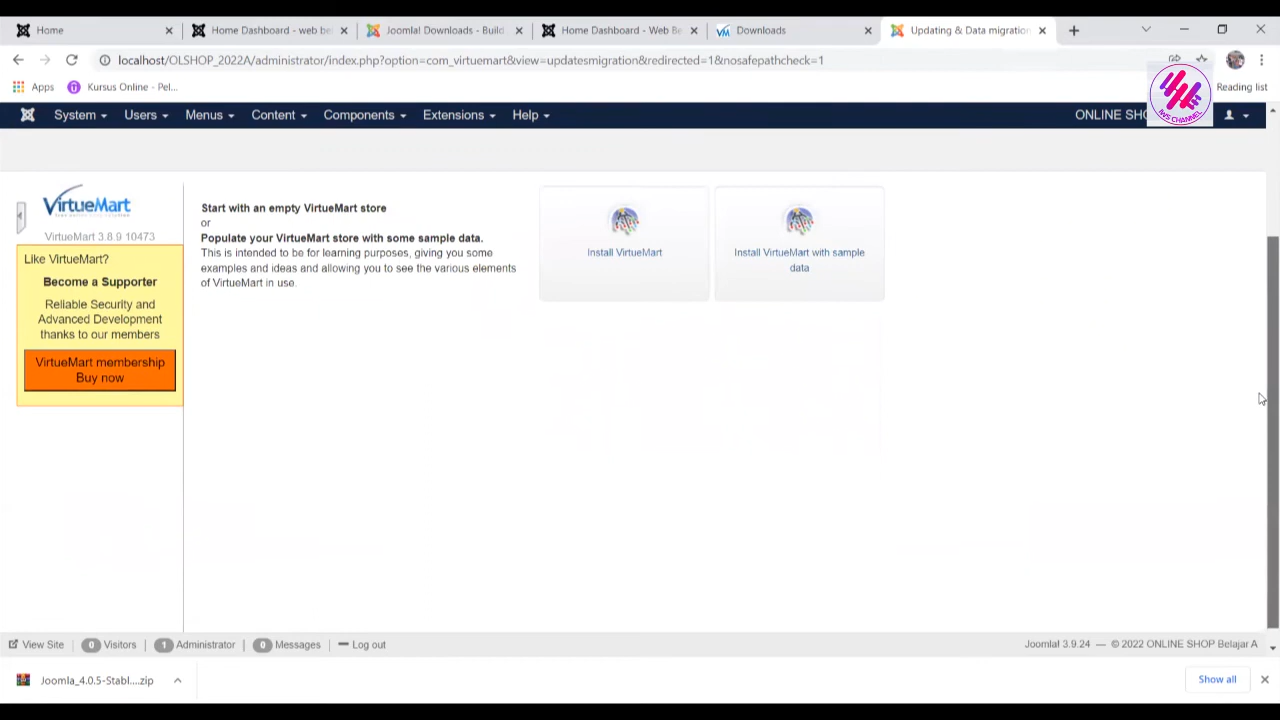 Home
Home Dashboard - web be
Joomla! Downloads - Build
Home Dashboard - Web Be
Downloads
Updating & Data migration
localhost/OLSHOP_2022A/administrator/index.php?option=com_virtuemart&view=updatesmigration&redirected=1&nosafepathcheck=1
Apps
Kursus Online - Pel...
Reading list
IWS CHANNEL
System
Users
Menus
Content
Components
Extensions
Help
ONLINE SHO
VirtueMart
VirtueMart 3.8.9 10473
Like VirtueMart?
Become a Supporter
Reliable Security and
Advanced Development
thanks to our members
VirtueMart membership
Buy now
Start with an empty VirtueMart store
or
Populate your VirtueMart store with some sample data.
This is intended to be for learning purposes, giving you some
examples and ideas and allowing you to see the various elements
of VirtueMart in use.
Install VirtueMart
Install VirtueMart with sample
data
View Site
0 Visitors
1 Administrator
0 Messages
Log out
Joomla! 3.9.24 — © 2022 ONLINE SHOP Belajar A
Joomla_4.0.5-Stabl....zip
Show all